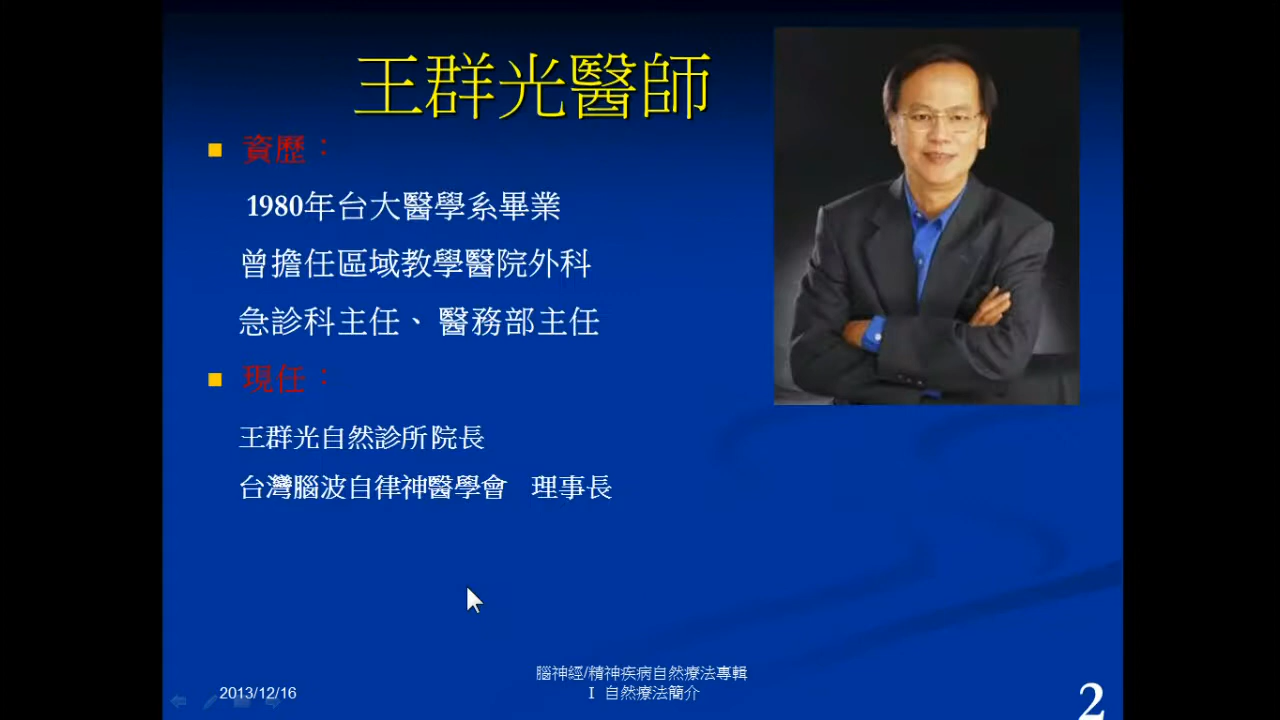 王群光醫師
資歷：
1980年台大醫學系畢業
曾擔任區域教學醫院外科
急診科主任、醫務部主任
現任：
王群光自然診所院長
台灣腦波自律神醫學會 理事長
2013/12/16
腦神經/精神疾病自然療法專輯
I 自然療法簡介
2